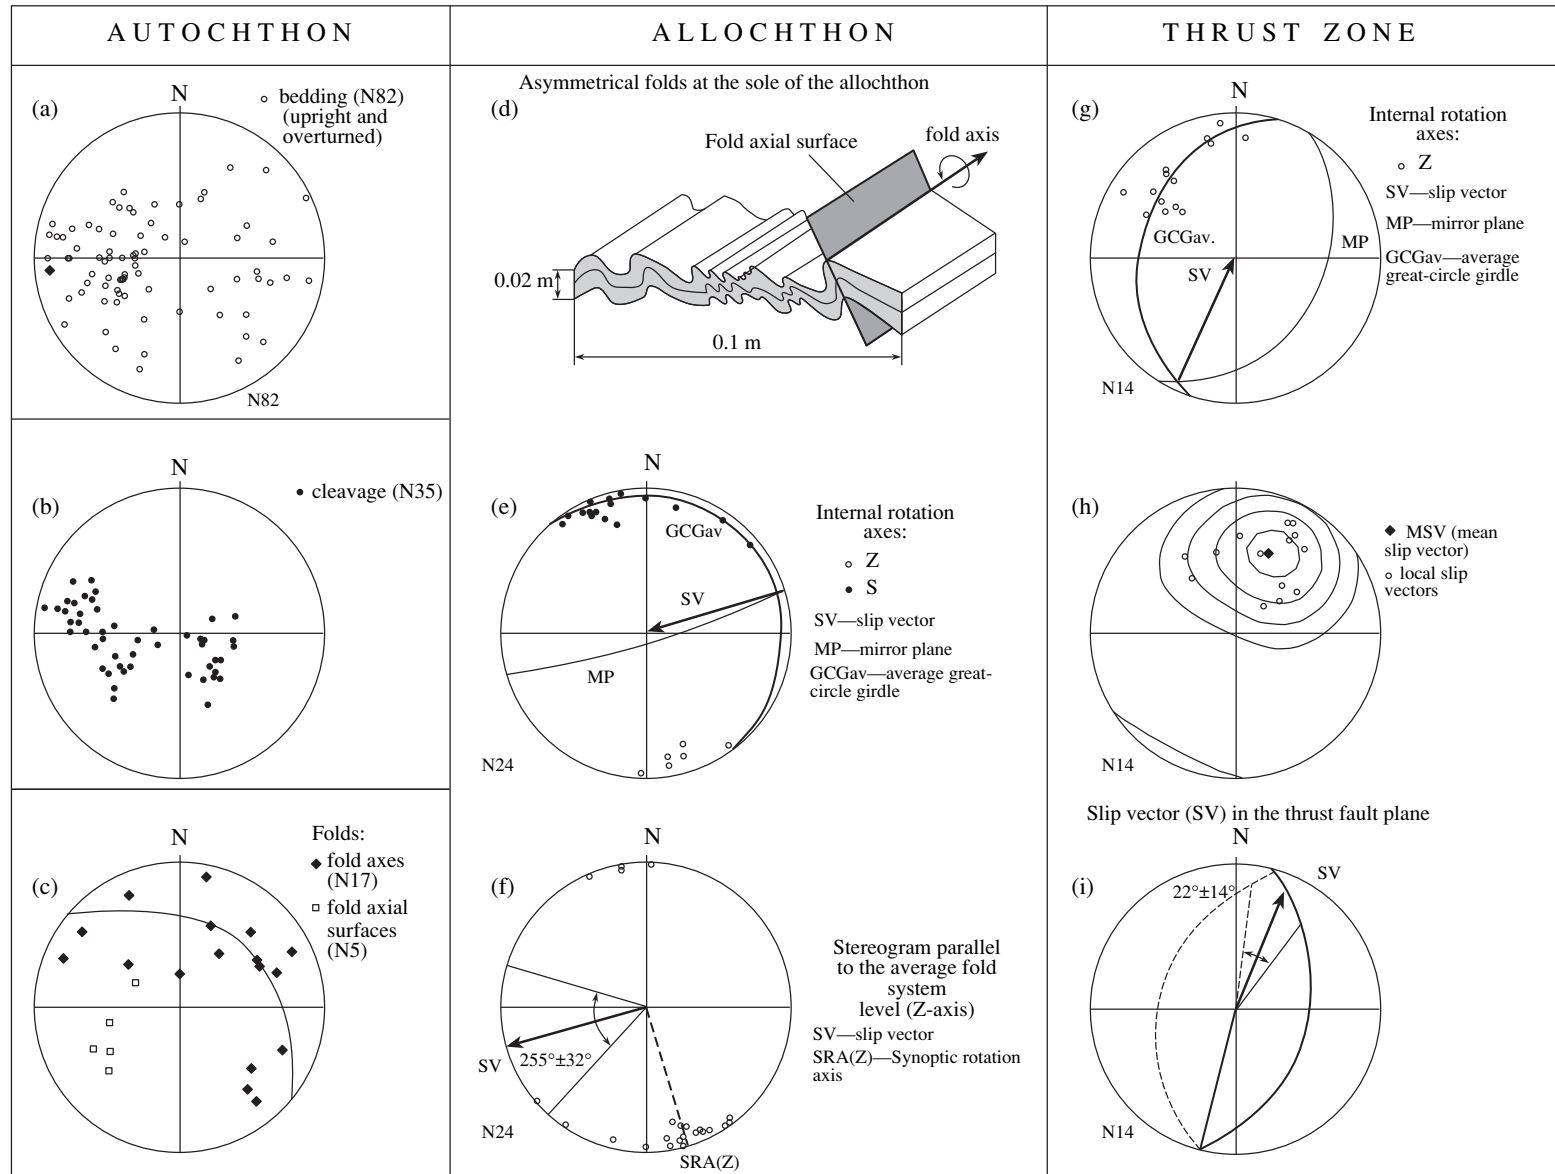 AUTOCHTHON
ALLOCHTHON
THRUST ZONE
(a)
N
bedding (N82)
(upright and
overturned)
N82
(b)
N
cleavage (N35)
(c)
N
Folds:
fold axes
(N17)
fold axial
surfaces
(N5)
Asymmetrical folds at the sole of the allochthon
(d)
Fold axial surface
fold axis
0.02 m
0.1 m
(e)
N
GCGav
SV
MP
N24
Internal rotation
axes:
Z
S
SV—slip vector
MP—mirror plane
GCGav—average great-
circle girdle
(f)
N
SV
255°±32°
N24
SRA(Z)
Stereogram parallel
to the average fold
system
level (Z-axis)
SV—slip vector
SRA(Z)—Synoptic rotation
axis
(g)
N
GCGav.
MP
SV
N14
Internal rotation
axes:
Z
SV—slip vector
MP—mirror plane
GCGav—average
great-circle girdle
(h)
N14
MSV (mean
slip vector)
local slip
vectors
Slip vector (SV) in the thrust fault plane
(i)
N
SV
22°±14°
N14